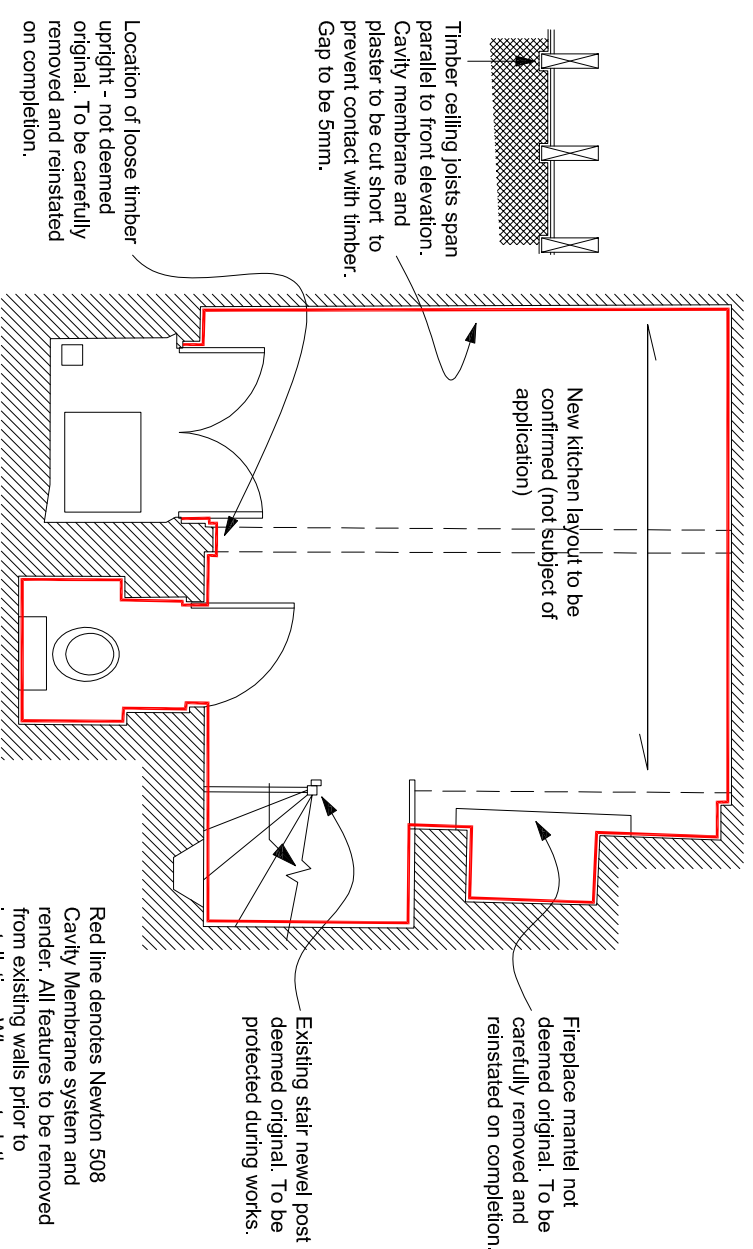 Timber ceiling joists span
parallel to front elevation.
Cavity membrane and
plaster to be cut short to
prevent contact with timber.
Gap to be 5mm.
Location of loose timber
upright - not deemed
original. To be carefully
removed and reinstated
on completion.
New kitchen layout to be
confirmed (not subject of
application)
Fireplace mantel not
deemed original. To be
carefully removed and
reinstated on completion.
Existing stair newel post
deemed original. To be
protected during works.
Red line denotes Newton 508
Cavity Membrane system and
render. All features to be removed
from existing walls prior to